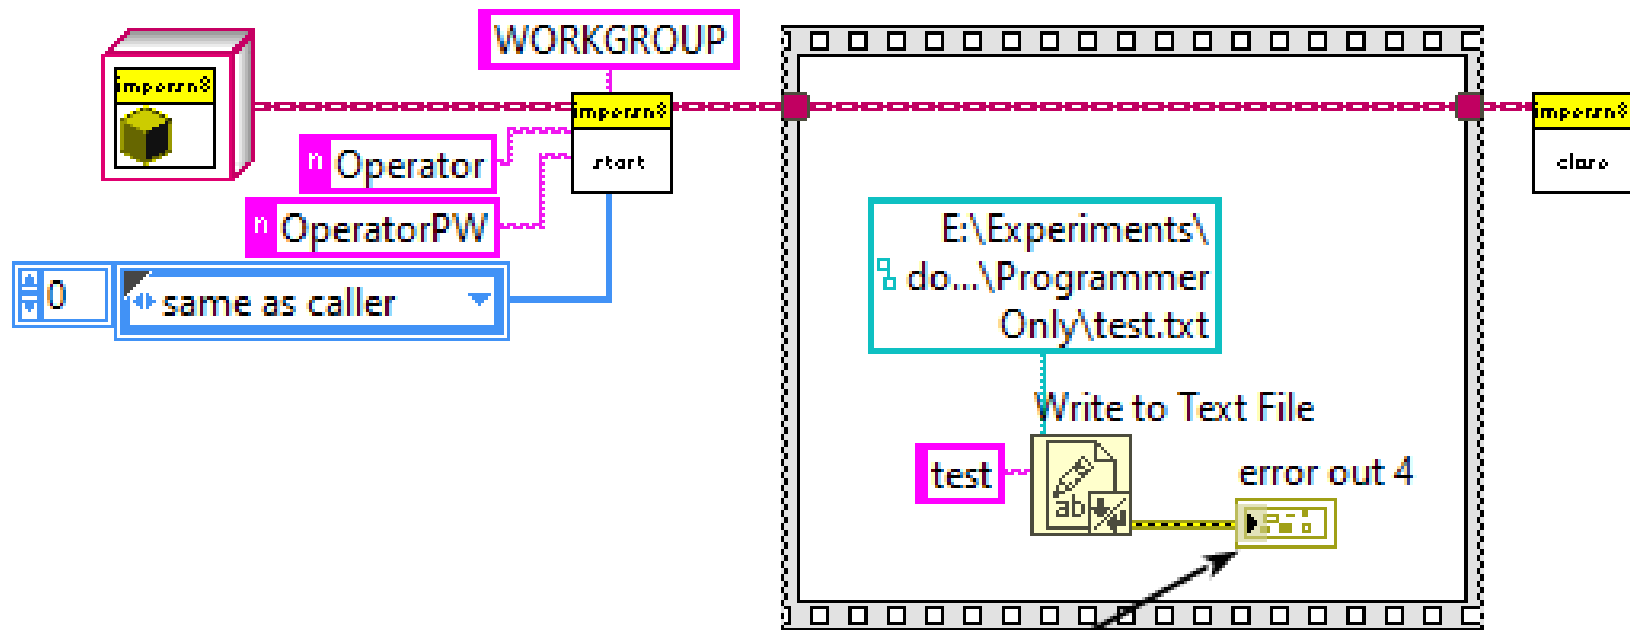 WORKGROUP
impersn8
impersn8
impersn8
n Operator
start
close
n OperatorPW
E:\Experiments\
do...\Programmer
Only\test.txt
0
same as caller
Write to Text File
test
ab
error out 4